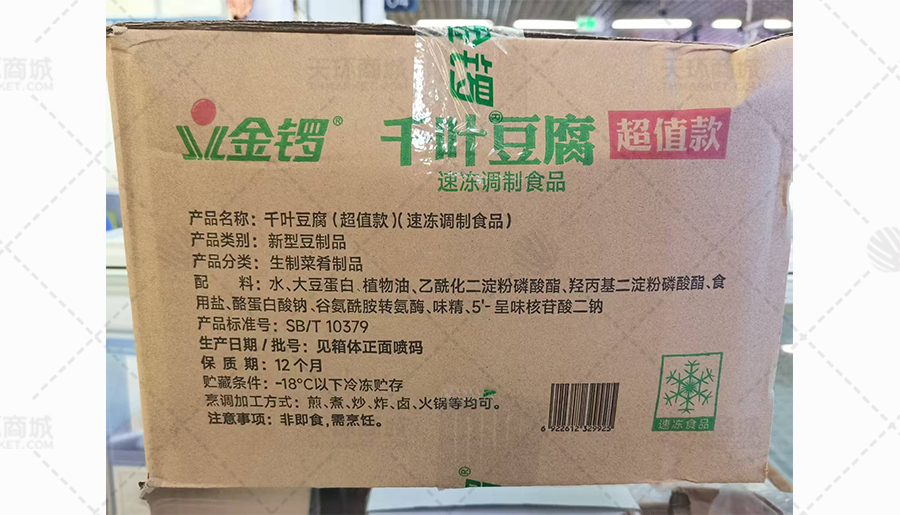 金锣
金锣®
千叶豆腐 超值款
速冻调制食品
产品名称：千叶豆腐（超值款）（速冻调制食品）
产品类别：新型豆制品
产品分类：生制菜肴制品
配 料：水、大豆蛋白、植物油、乙酰化二淀粉磷酸酯、羟丙基二淀粉磷酸酯、食
用盐、酪蛋白酸钠、谷氨酰胺转氨酶、味精、5'-呈味核苷酸二钠
产品标准号：SB/T 10379
生产日期/批号：见箱体正面喷码
保 质 期：12个月
贮藏条件：-18℃以下冷冻贮存
烹调加工方式：煎、煮、炒、炸、卤、火锅等均可。
注意事项：非即食，需烹饪。
6 922612 329925
速冻食品
天环商城